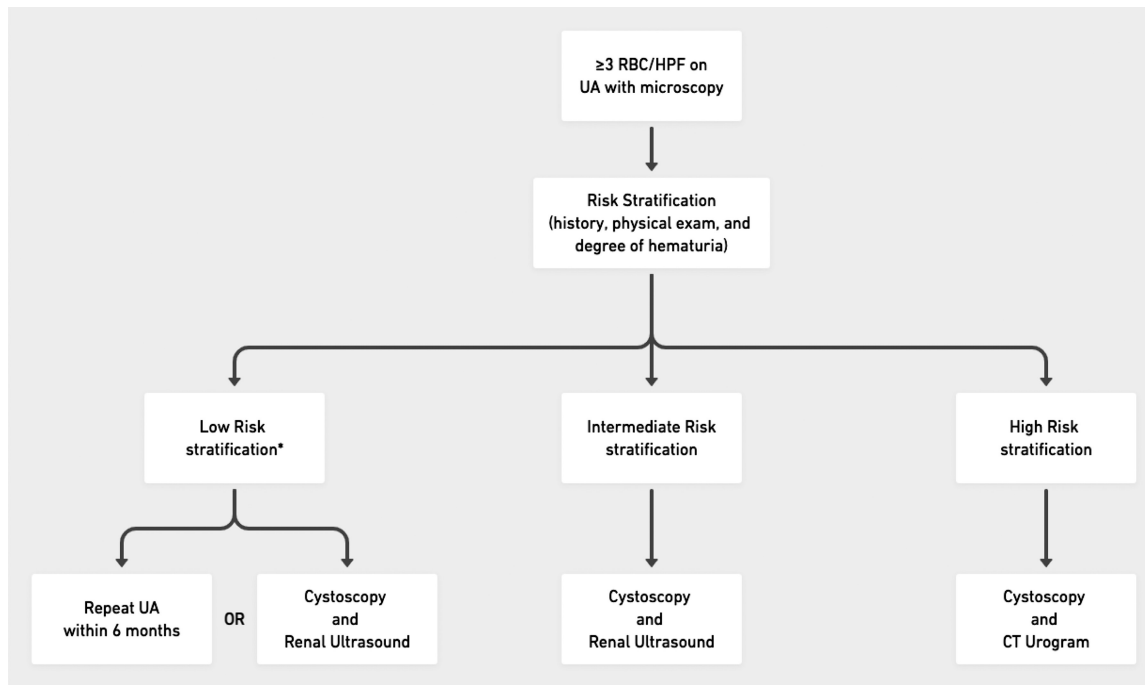 ≥3 RBC/HPF on
UA with microscopy
Risk Stratification
(history, physical exam, and
degree of hematuria)
Low Risk
stratification*
Intermediate Risk
stratification
High Risk
stratification
Repeat UA
within 6 months
OR
Cystoscopy
and
Renal Ultrasound
Cystoscopy
and
Renal Ultrasound
Cystoscopy
and
CT Urogram